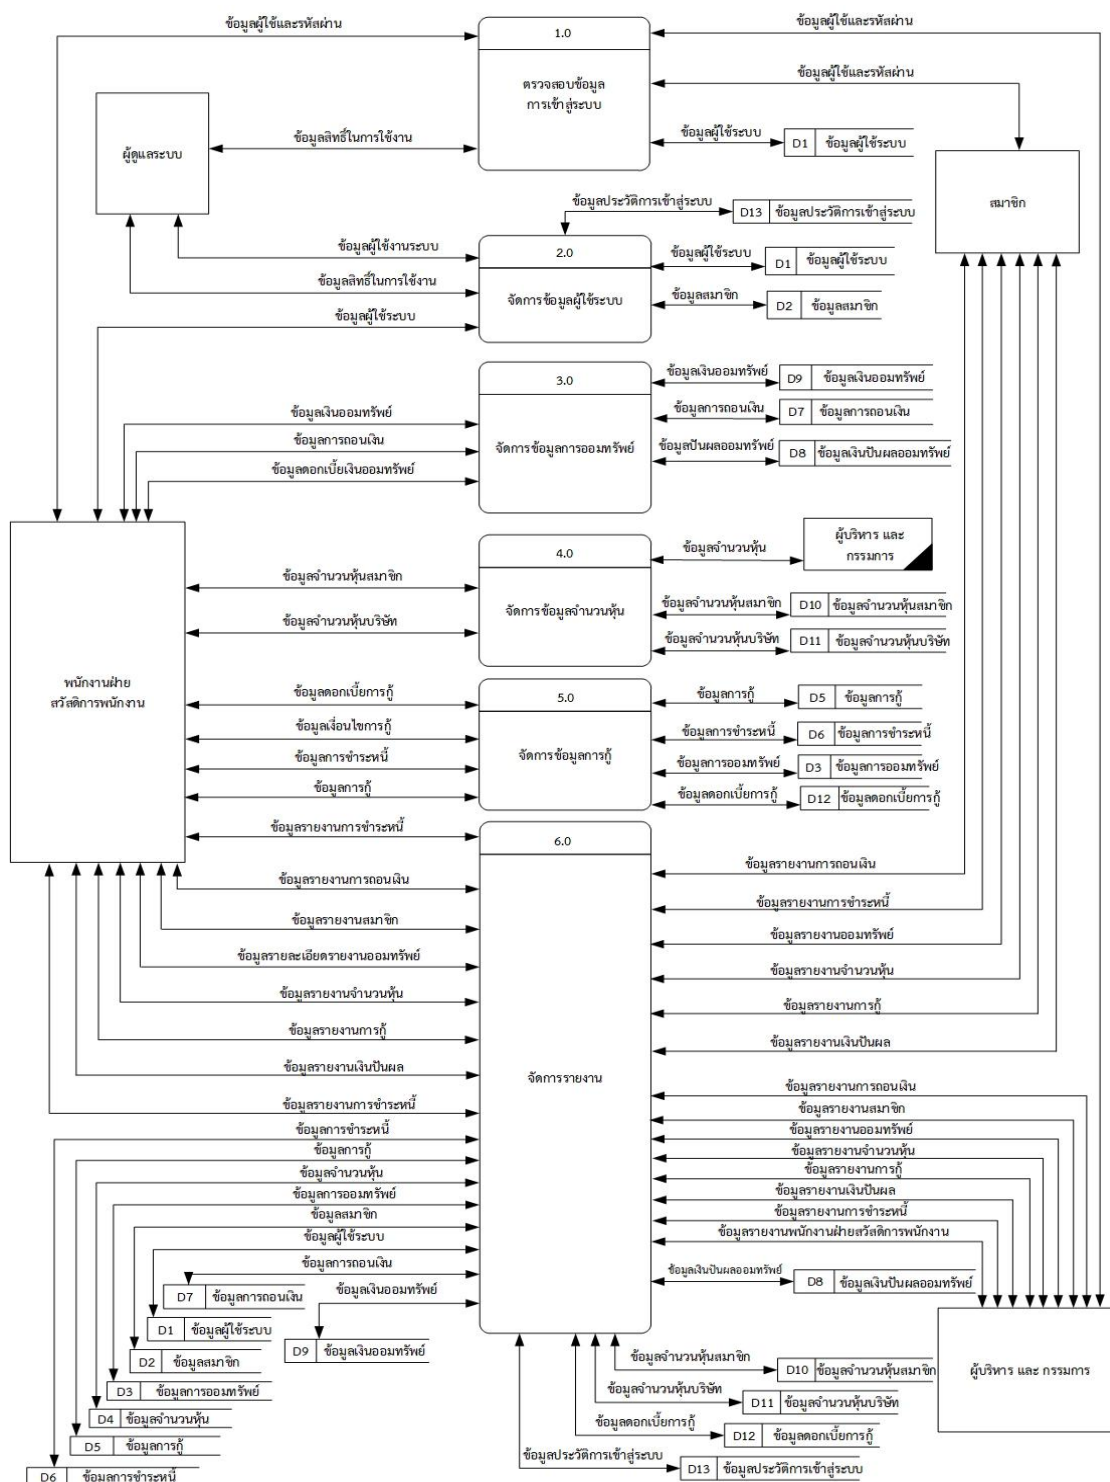 ข้อมูลผู้ใช้และรหัสผ่าน
1.0
ข้อมูลผู้ใช้และรหัสผ่าน
ตรวจสอบข้อมูล
การเข้าสู่ระบบ
ข้อมูลผู้ใช้และรหัสผ่าน
ผู้ดูแลระบบ
ข้อมูลสิทธิ์ในการใช้งาน
ข้อมูลผู้ใช้ระบบ
D1 ข้อมูลผู้ใช้ระบบ
สมาชิก
ข้อมูลประวัติการเข้าสู่ระบบ
D13 ข้อมูลประวัติการเข้าสู่ระบบ
ข้อมูลผู้ใช้งานระบบ
2.0
ข้อมูลผู้ใช้ระบบ
D1 ข้อมูลผู้ใช้ระบบ
ข้อมูลสิทธิ์ในการใช้งาน
จัดการข้อมูลผู้ใช้ระบบ
ข้อมูลสมาชิก
D2 ข้อมูลสมาชิก
ข้อมูลผู้ใช้ระบบ
3.0
ข้อมูลเงินออมทรัพย์
D9 ข้อมูลเงินออมทรัพย์
ข้อมูลเงินออมทรัพย์
ข้อมูลการถอนเงิน
D7 ข้อมูลการถอนเงิน
ข้อมูลการถอนเงิน
จัดการข้อมูลการออมทรัพย์
ข้อมูลปันผลออมทรัพย์
D8 ข้อมูลเงินปันผลออมทรัพย์
ข้อมูลดอกเบี้ยเงินออมทรัพย์
4.0
ข้อมูลจำนวนหุ้น
ผู้บริหาร และ
กรรมการ
ข้อมูลจำนวนหุ้นสมาชิก
จัดการข้อมูลจำนวนหุ้น
ข้อมูลจำนวนหุ้นสมาชิก
D10 ข้อมูลจำนวนหุ้นสมาชิก
ข้อมูลจำนวนหุ้นบริษัท
ข้อมูลจำนวนหุ้นบริษัท
D11 ข้อมูลจำนวนหุ้นบริษัท
พนักงานฝ่าย
สวัสดิการพนักงาน
ข้อมูลดอกเบี้ยการกู้
5.0
ข้อมูลการกู้
D5 ข้อมูลการกู้
ข้อมูลเงื่อนไขการกู้
ข้อมูลการชำระหนี้
D6 ข้อมูลการชำระหนี้
ข้อมูลการชำระหนี้
จัดการข้อมูลการกู้
ข้อมูลการออมทรัพย์
D3 ข้อมูลการออมทรัพย์
ข้อมูลการกู้
ข้อมูลดอกเบี้ยการกู้
D12 ข้อมูลดอกเบี้ยการกู้
ข้อมูลรายงานการชำระหนี้
6.0
ข้อมูลรายงานการถอนเงิน
ข้อมูลรายงานการถอนเงิน
ข้อมูลรายงานการชำระหนี้
ข้อมูลรายงานสมาชิก
ข้อมูลรายงานออมทรัพย์
ข้อมูลรายละเอียดรายงานออมทรัพย์
ข้อมูลรายงานจำนวนหุ้น
ข้อมูลรายงานจำนวนหุ้น
ข้อมูลรายงานการกู้
ข้อมูลรายงานการกู้
ข้อมูลรายงานเงินปันผล
ข้อมูลรายงานเงินปันผล
จัดการรายงาน
ข้อมูลรายงานการถอนเงิน
ข้อมูลรายงานการชำระหนี้
ข้อมูลรายงานสมาชิก
ข้อมูลการชำระหนี้
ข้อมูลรายงานออมทรัพย์
ข้อมูลการกู้
ข้อมูลรายงานจำนวนหุ้น
ข้อมูลจำนวนหุ้น
ข้อมูลรายงานการกู้
ข้อมูลการออมทรัพย์
ข้อมูลรายงานเงินปันผล
ข้อมูลสมาชิก
ข้อมูลรายงานการชำระหนี้
ข้อมูลผู้ใช้ระบบ
ข้อมูลรายงานพนักงานฝ่ายสวัสดิการพนักงาน
ข้อมูลการถอนเงิน
ข้อมูลเงินปันผลออมทรัพย์
D8 ข้อมูลเงินปันผลออมทรัพย์
D7 ข้อมูลการถอนเงิน
ข้อมูลเงินออมทรัพย์
D1 ข้อมูลผู้ใช้ระบบ
D9 ข้อมูลเงินออมทรัพย์
D2 ข้อมูลสมาชิก
ข้อมูลจำนวนหุ้นสมาชิก
D10 ข้อมูลจำนวนหุ้นสมาชิก
ผู้บริหาร และ กรรมการ
D3 ข้อมูลการออมทรัพย์
ข้อมูลจำนวนหุ้นบริษัท
D11 ข้อมูลจำนวนหุ้นบริษัท
D4 ข้อมูลจำนวนหุ้น
ข้อมูลดอกเบี้ยการกู้
D12 ข้อมูลดอกเบี้ยการกู้
D5 ข้อมูลการกู้
ข้อมูลประวัติการเข้าสู่ระบบ
D13 ข้อมูลประวัติการเข้าสู่ระบบ
D6 ข้อมูลการชำระหนี้